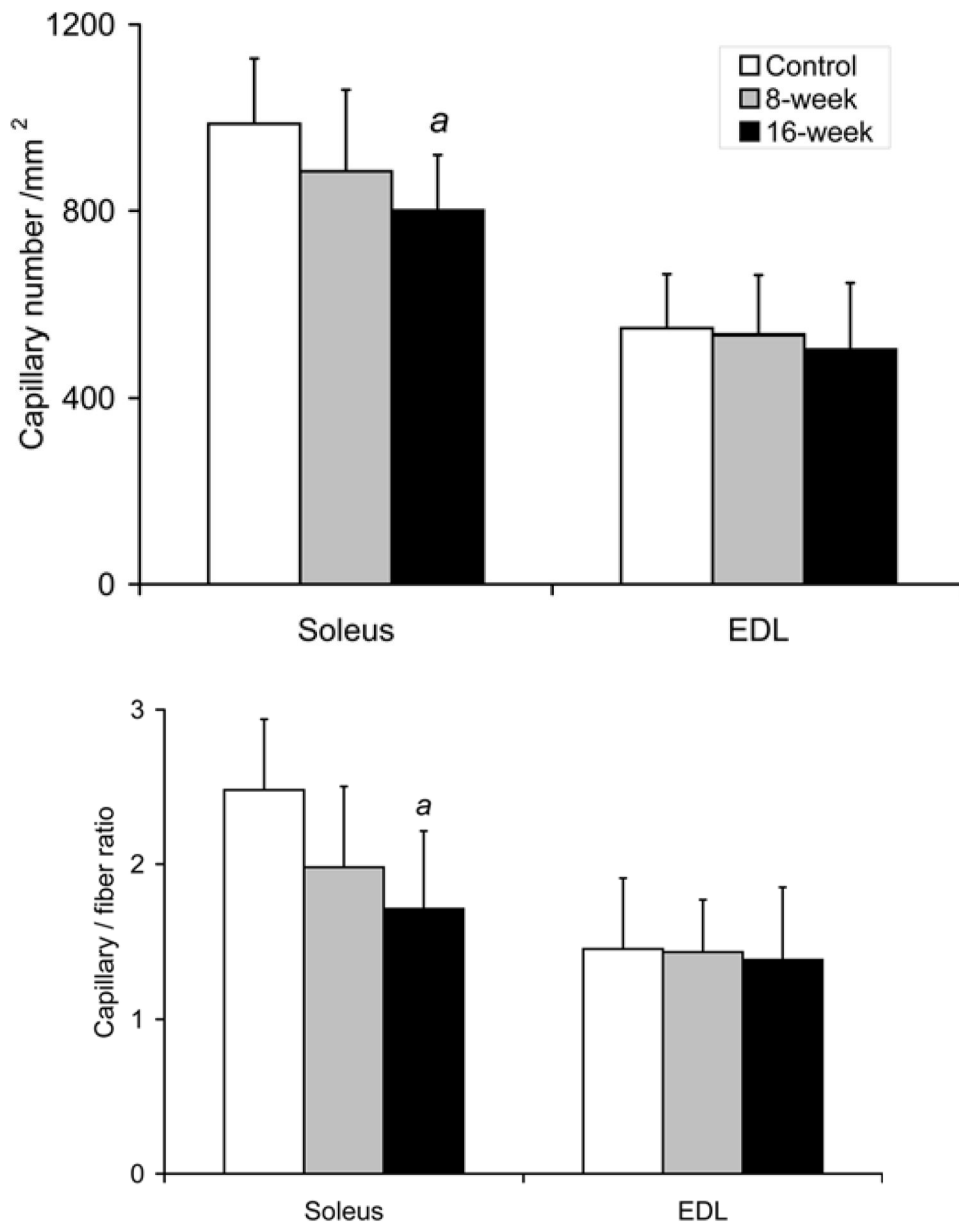 1200
800
400
0
Capillary number /mm 2
Control
8-week
16-week
a
Soleus EDL
3
2
1
0
Capillary / fiber ratio
a
Soleus EDL